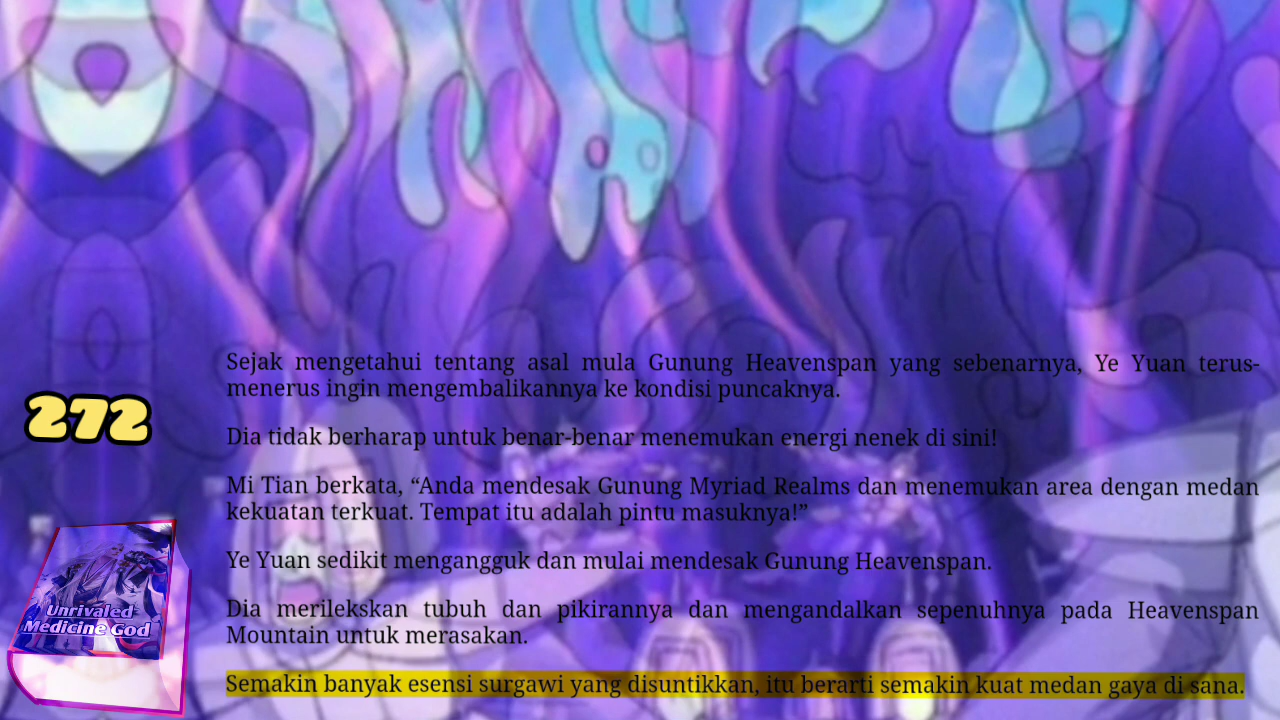 Sejak mengetahui tentang asal mula Gunung Heavenspan yang sebenarnya, Ye Yuan terus-
menerus ingin mengembalikannya ke kondisi puncaknya.
Dia tidak berharap untuk benar-benar menemukan energi nenek di sini!
Mi Tian berkata, “Anda mendesak Gunung Myriad Realms dan menemukan area dengan medan
kekuatan terkuat. Tempat itu adalah pintu masuknya!”
Ye Yuan sedikit mengangguk dan mulai mendesak Gunung Heavenspan.
Dia merilekskan tubuh dan pikirannya dan mengandalkan sepenuhnya pada Heavenspan
Mountain untuk merasakan.
Semakin banyak esensi surgawi yang disuntikkan, itu berarti semakin kuat medan gaya di sana.
272
Unrivaled
Medicine God